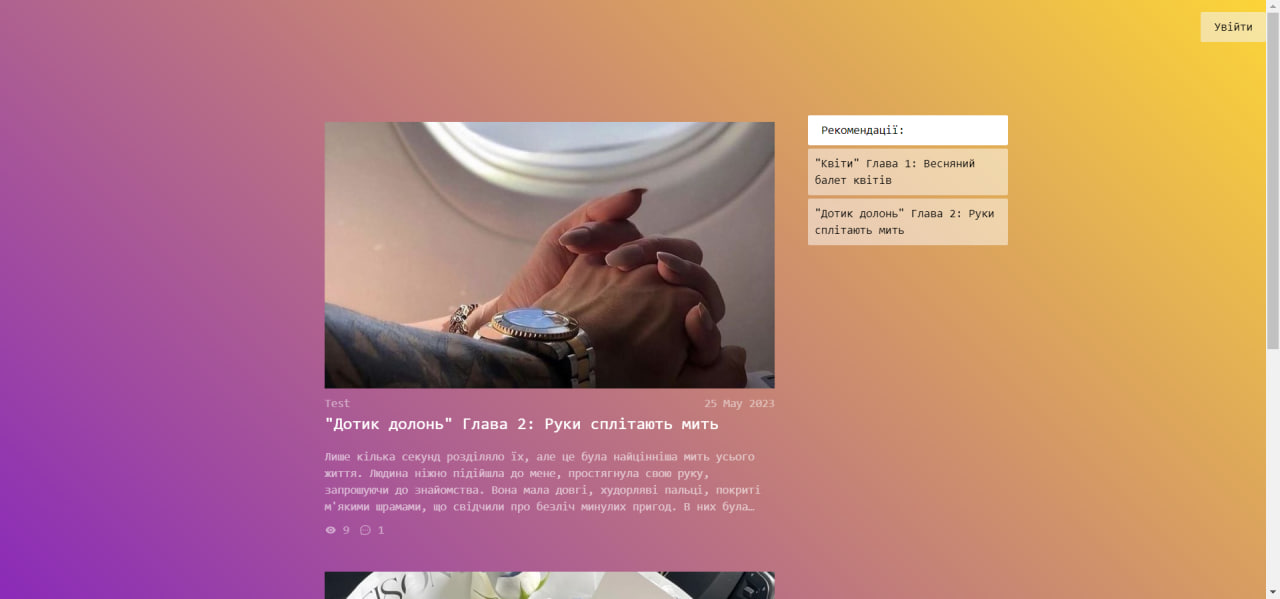 Увійти
Рекомендації:
"Квіти" Глава 1: Весняний
балет квітів
"Дотик долонь" Глава 2: Руки
сплітають мить
Test
25 May 2023
"Дотик долонь" Глава 2: Руки сплітають мить
Лише кілька секунд розділяло їх, але це була найцінніша мить усього
життя. Людина ніжно підійшла до мене, простягнула свою руку,
запрошуючи до знайомства. Вона мала довгі, худорляві пальці, покриті
м'якими шрамами, що свідчили про безліч минулих пригод. В них була…
9 1